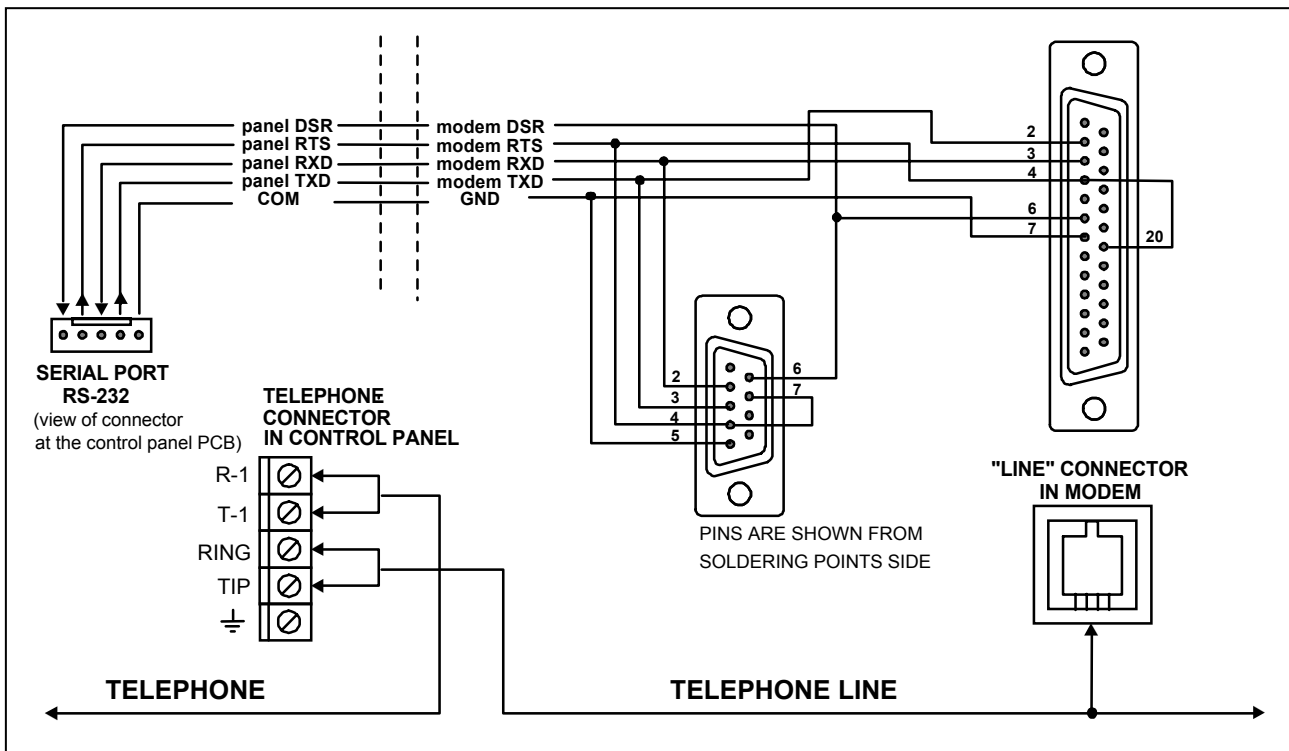 panel DSR modem DSR
panel RTS modem RTS
panel RXD modem RXD
panel TXD modem TXD
COM GND
2
3
4
6
7
20
SERIAL PORT
RS-232
(view of connector
at the control panel PCB)
TELEPHONE
CONNECTOR
IN CONTROL PANEL
R-1
T-1
RING
TIP
2
3
4
5
6
7
PINS ARE SHOWN FROM
SOLDERING POINTS SIDE
"LINE" CONNECTOR
IN MODEM
TELEPHONE
TELEPHONE LINE